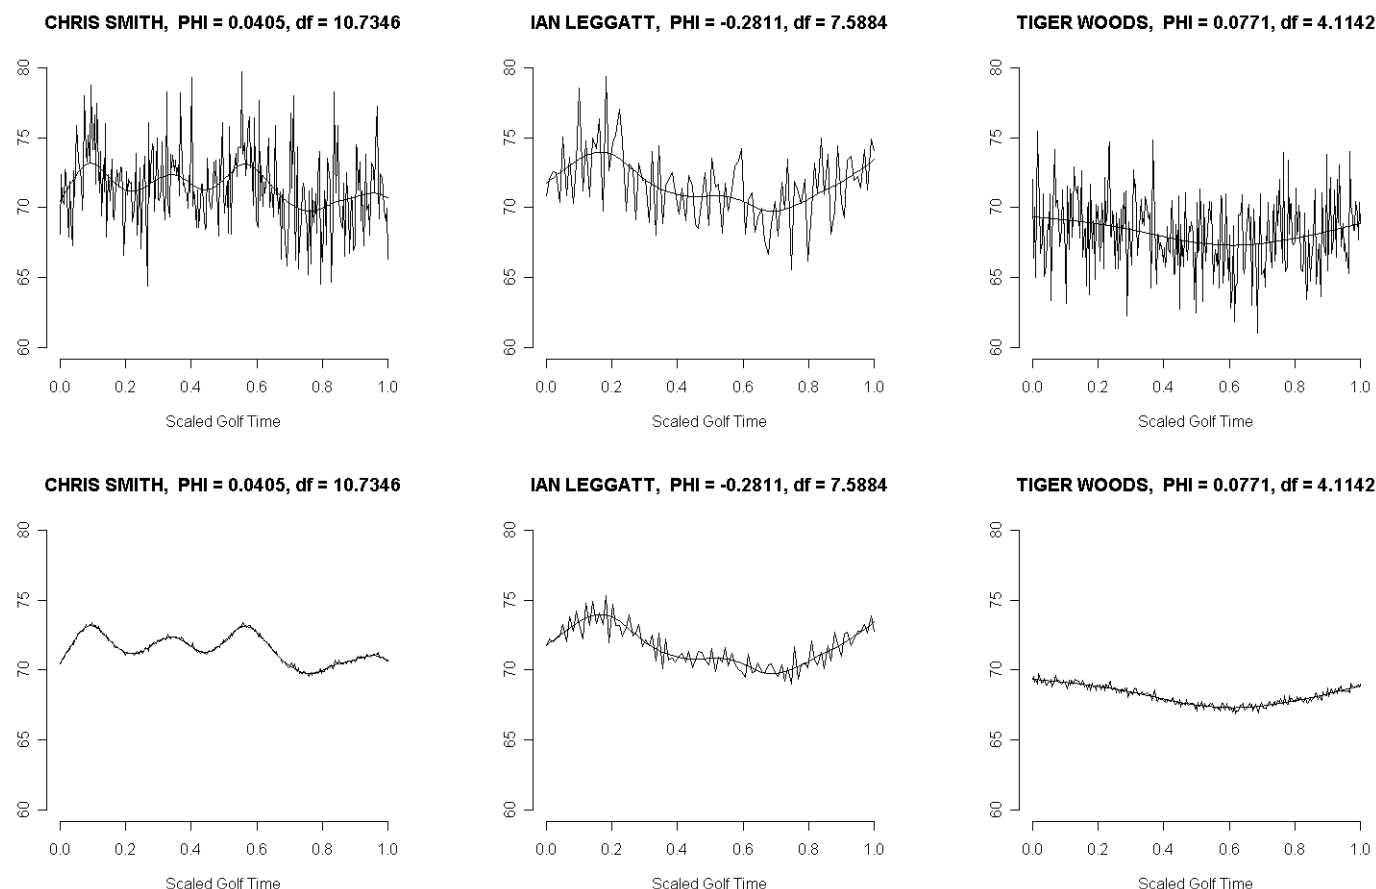 CHRIS SMITH, PHI = 0.0405, df = 10.7346
IAN LEGGATT, PHI = -0.2811, df = 7.5884
TIGER WOODS, PHI = 0.0771, df = 4.1142
80
75
70
65
60
0.0 0.2 0.4 0.6 0.8 1.0
Scaled Golf Time
80
75
70
65
60
0.0 0.2 0.4 0.6 0.8 1.0
Scaled Golf Time
80
75
70
65
60
0.0 0.2 0.4 0.6 0.8 1.0
Scaled Golf Time
CHRIS SMITH, PHI = 0.0405, df = 10.7346
IAN LEGGATT, PHI = -0.2811, df = 7.5884
TIGER WOODS, PHI = 0.0771, df = 4.1142
80
75
70
65
60
0.0 0.2 0.4 0.6 0.8 1.0
Scaled Golf Time
80
75
70
65
60
0.0 0.2 0.4 0.6 0.8 1.0
Scaled Golf Time
80
75
70
65
60
0.0 0.2 0.4 0.6 0.8 1.0
Scaled Golf Time